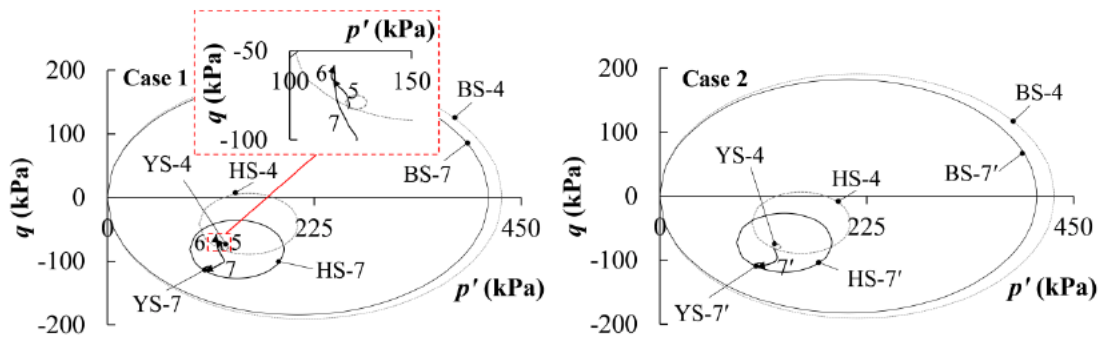 p' (kPa)
-50
100
150
6
5
7
-100
q (kPa)
Case 1
200
100
0
-100
-200
q (kPa)
BS-4
BS-7
YS-4
HS-4
0
225
450
6
5
7
HS-7
YS-7
p' (kPa)
Case 2
200
100
0
-100
-200
q (kPa)
BS-4
YS-4
HS-4
BS-7′
0
225
450
7′
HS-7′
YS-7′
p' (kPa)